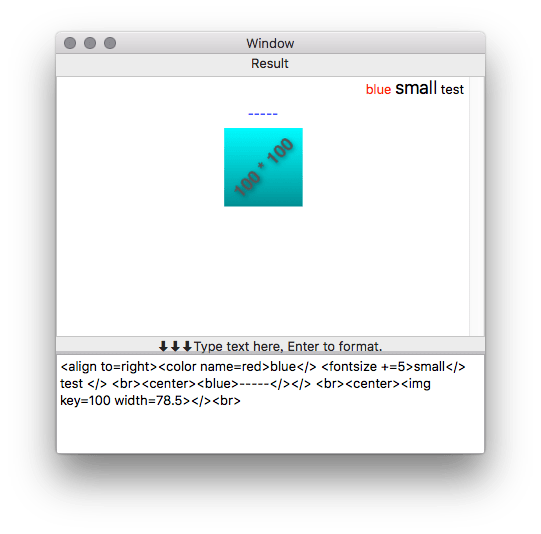 Window
Result
blue small test
-----
100 * 100
⬇⬇⬇Type text here, Enter to format.
<align to=right><color name=red>blue</> <fontsize +=5>small</>
test </> <br><center><blue>-----</></> <br><center><img
key=100 width=78.5></><br>